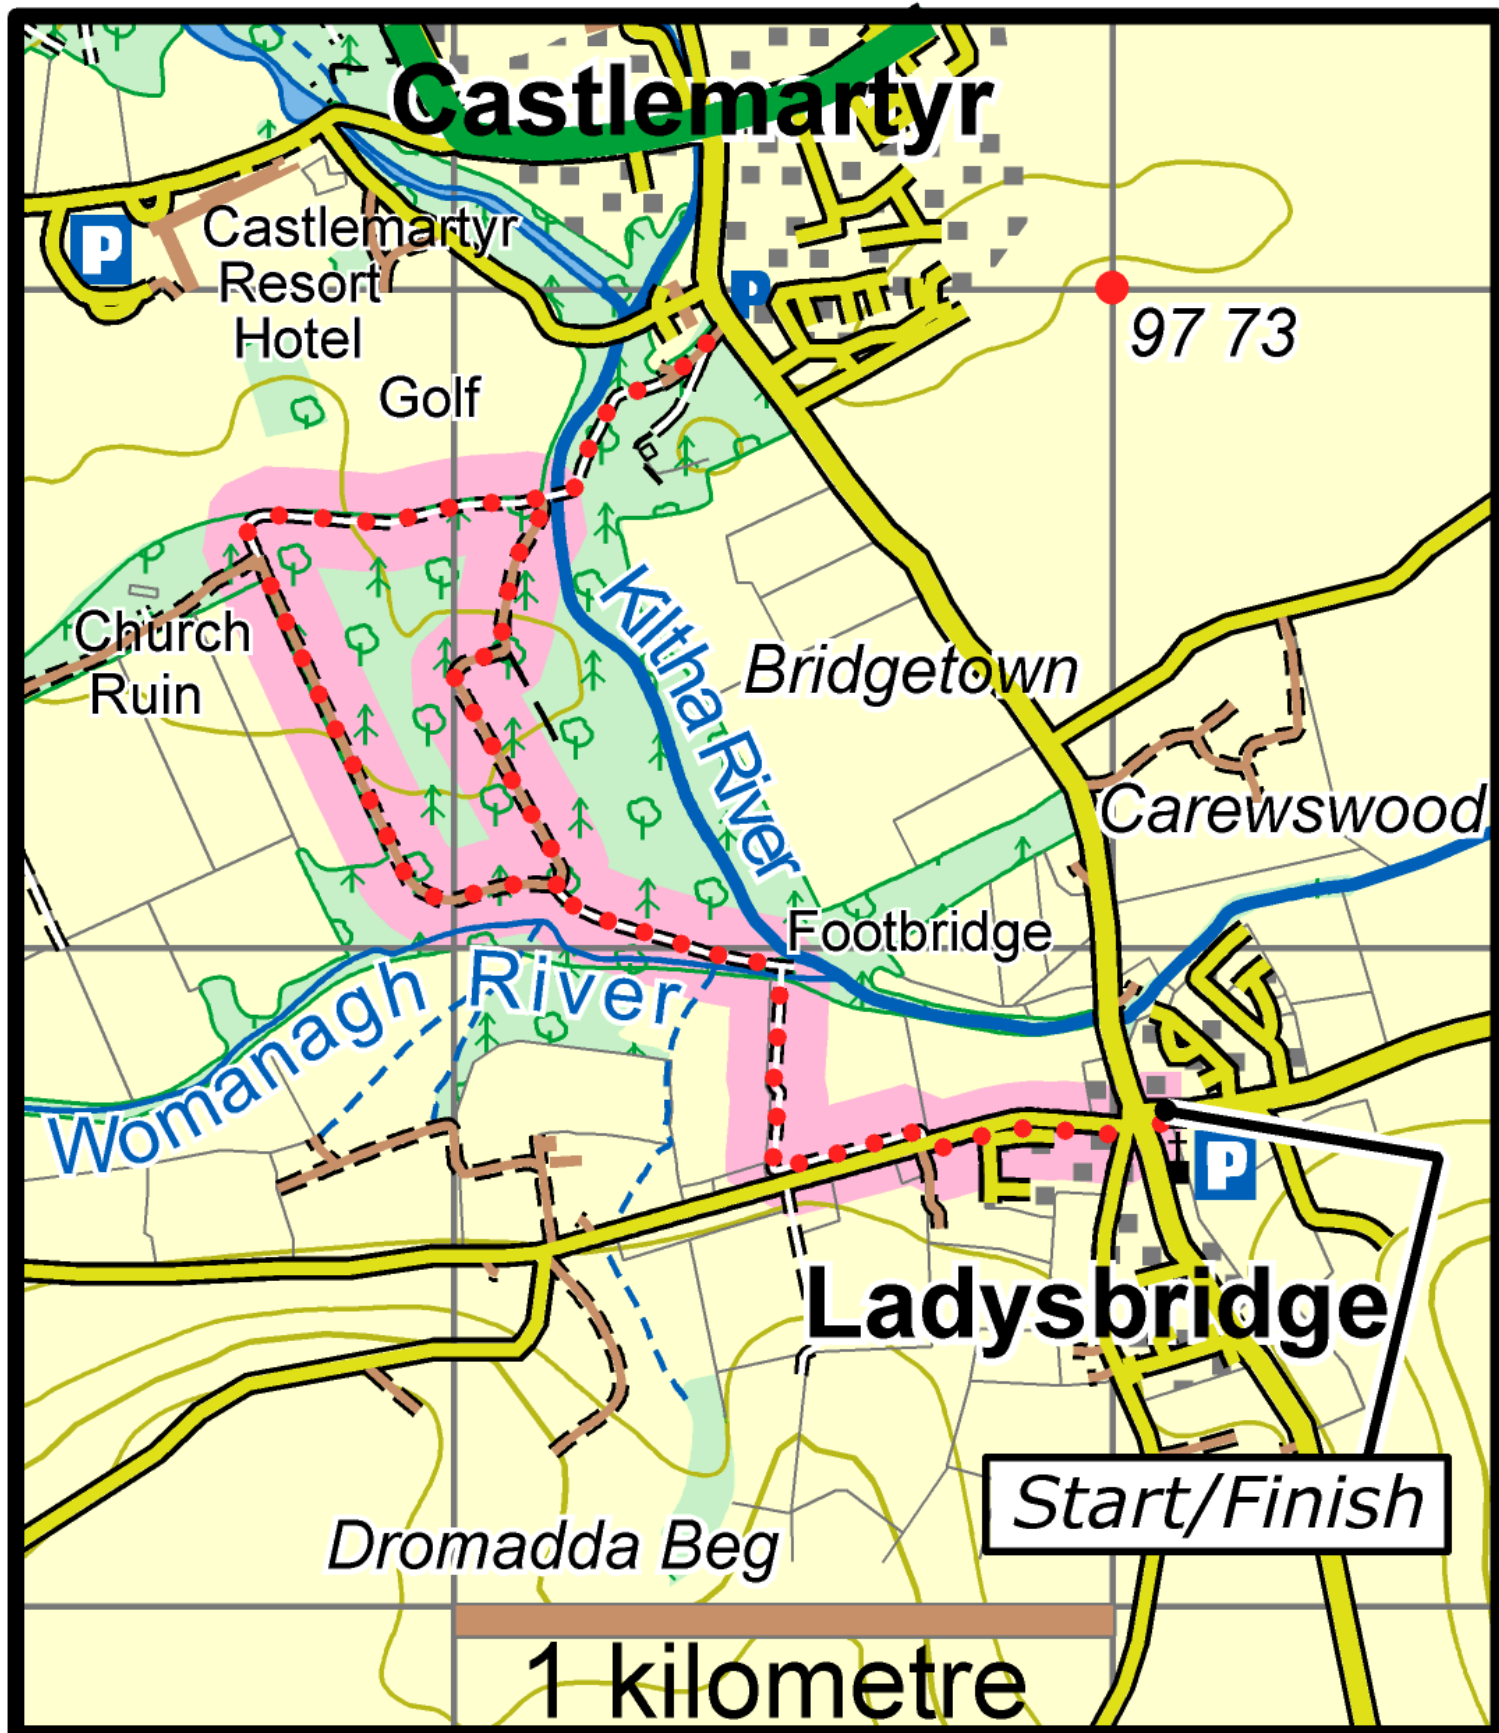 Castlemartyr
P
Castlemartyr
Resort
Hotel
P
97 73
Golf
Kiltha River
Church
Ruin
Bridgetown
Carewswood
Footbridge
Womanagh River
P
Ladysbridge
Start/Finish
Dromadda Beg
1 kilometre